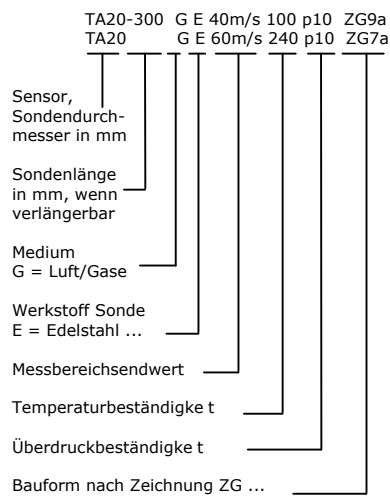 TA20-300 G E 40m/s 100 p10 ZG9a
TA20 G E 60m/s 240 p10 ZG7a
Sensor,
Sondendurch-
messer in mm
Sondenlänge
in mm, wenn
verlängerbar
Medium
G = Luft/Gase
Werkstoff Sonde
E = Edelstahl ...
Messbereichsendwert
Temperaturbeständigke t
Überdruckbeständigke t
Bauform nach Zeichnung ZG ...